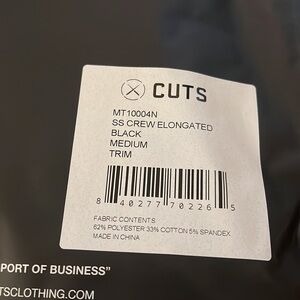 CUTS
MT10004N
SS CREW ELONGATED
BLACK
MEDIUM
TRIM
8 40277 70226 5
FABRIC CONTENTS
62% POLYESTER 33% COTTON 5% SPANDEX
MADE IN CHINA
PORT OF BUSINESS"
TSCLOTHING.COM